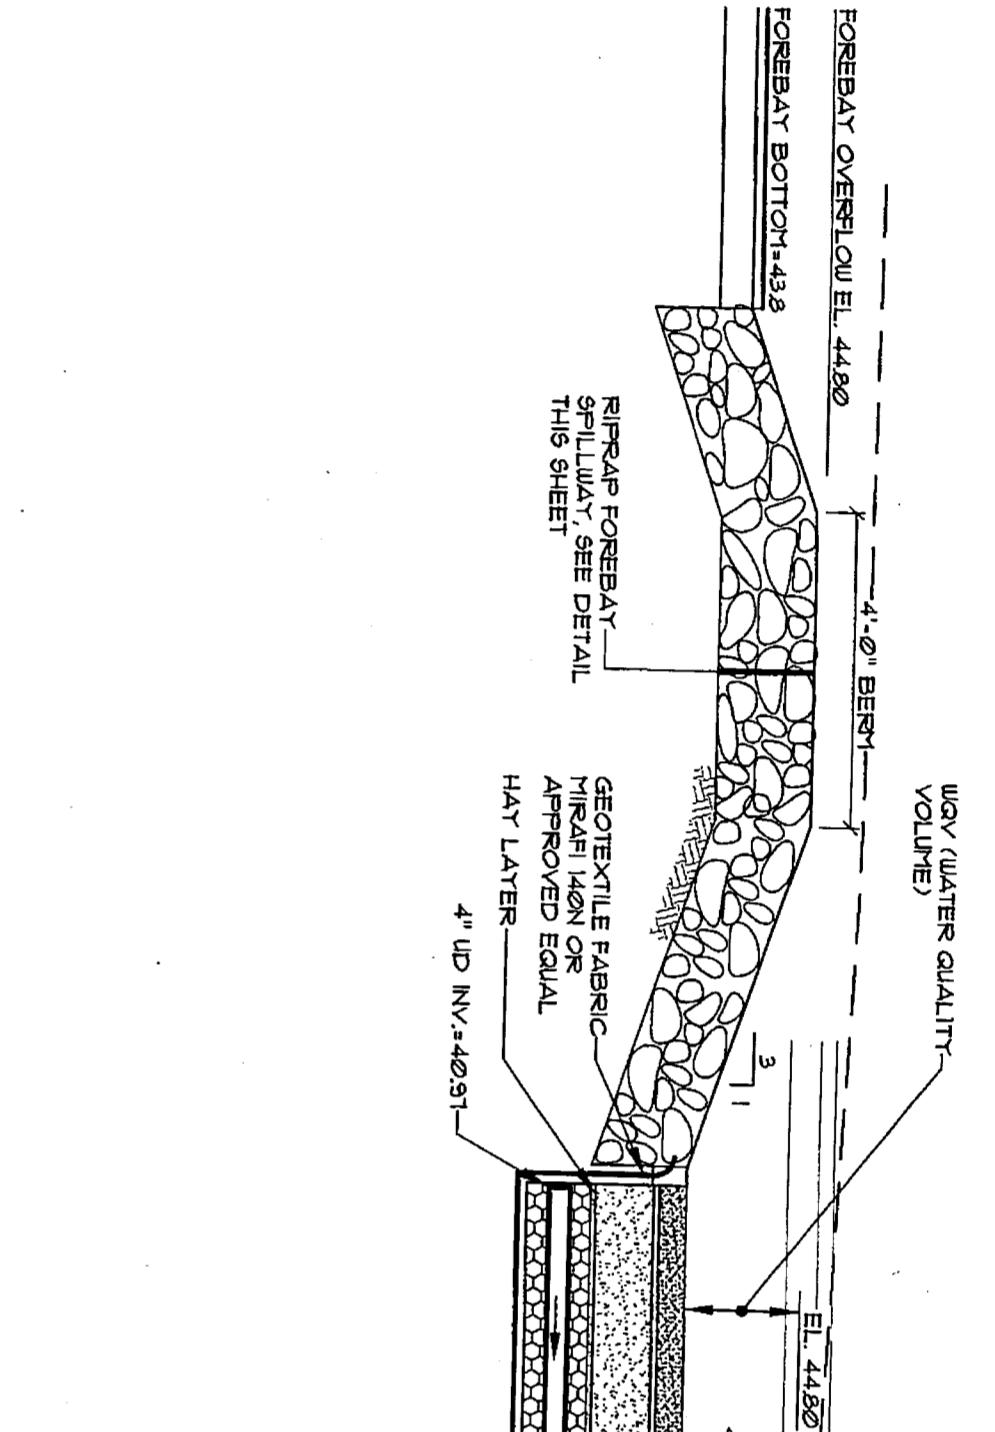 FOREBAY OVERFLOW EL. 44.80
FOREBAY BOTTOM=43.8
4'-0" BERM
RIPRAP FOREBAY
SPILLWAY, SEE DETAIL
THIS SHEET
WQV (WATER QUALITY
VOLUME)
GEOTEXTILE FABRIC
MIRAFI 140N OR
APPROVED EQUAL
HAY LAYER
4" UD INV.=40.97
3
1
EL. 44.80